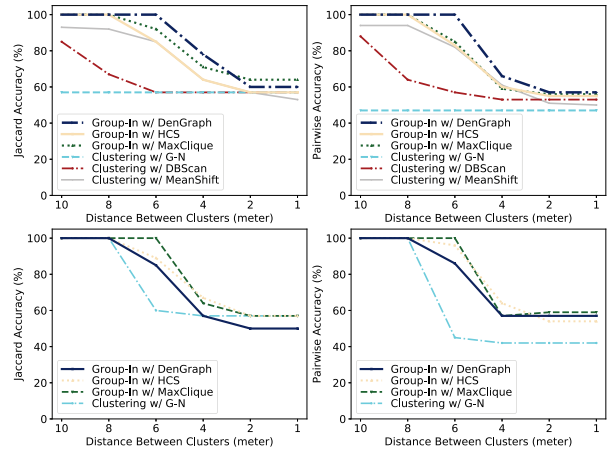 100
80
60
40
20
0
Jaccard Accuracy (%)
Group-In w/ DenGraph
Group-In w/ HCS
Group-In w/ MaxClique
Clustering w/ G-N
Clustering w/ DBScan
Clustering w/ MeanShift
10 8 6 4 2 1
Distance Between Clusters (meter)
100
80
60
40
20
0
Pairwise Accuracy (%)
Group-In w/ DenGraph
Group-In w/ HCS
Group-In w/ MaxClique
Clustering w/ G-N
Clustering w/ DBScan
Clustering w/ MeanShift
10 8 6 4 2 1
Distance Between Clusters (meter)
100
80
60
40
20
0
Jaccard Accuracy (%)
Group-In w/ DenGraph
Group-In w/ HCS
Group-In w/ MaxClique
Clustering w/ G-N
10 8 6 4 2 1
Distance Between Clusters (meter)
100
80
60
40
20
0
Pairwise Accuracy (%)
Group-In w/ DenGraph
Group-In w/ HCS
Group-In w/ MaxClique
Clustering w/ G-N
10 8 6 4 2 1
Distance Between Clusters (meter)